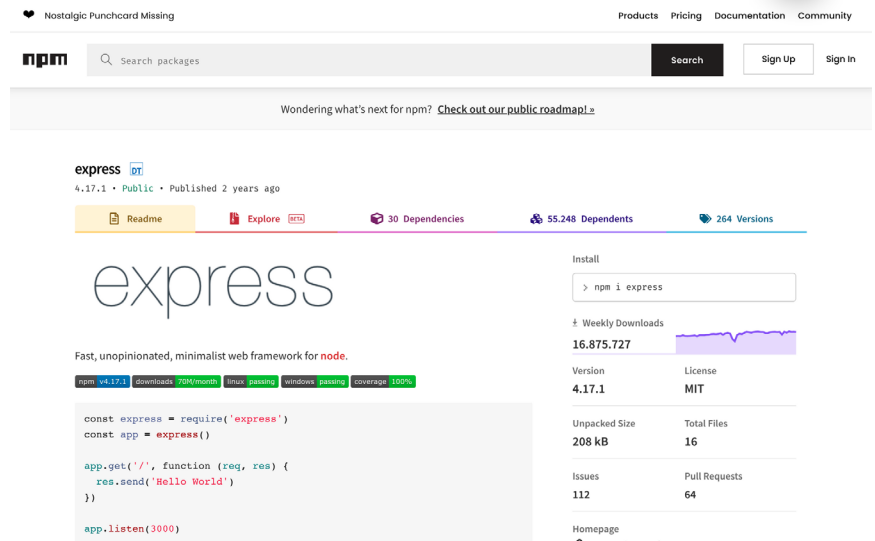 ❤ Nostalgic Punchcard Missing
Products Pricing Documentation Community
npm
Search packages
Search
Sign Up
Sign In
Wondering what's next for npm? Check out our public roadmap! »
express DT
4.17.1 • Public • Published 2 years ago
Readme
Explore BETA
30 Dependencies
55.248 Dependents
264 Versions
express
Fast, unopinionated, minimalist web framework for node.
npm v4.17.1 downloads 70M/month linux passing windows passing coverage 100%
const express = require('express')
const app = express()
app.get('/', function (req, res) {
  res.send('Hello World')
})
app.listen(3000)
Install
> npm i express
Weekly Downloads
16.875.727
Version License
4.17.1 MIT
Unpacked Size Total Files
208 kB 16
Issues Pull Requests
112 64
Homepage